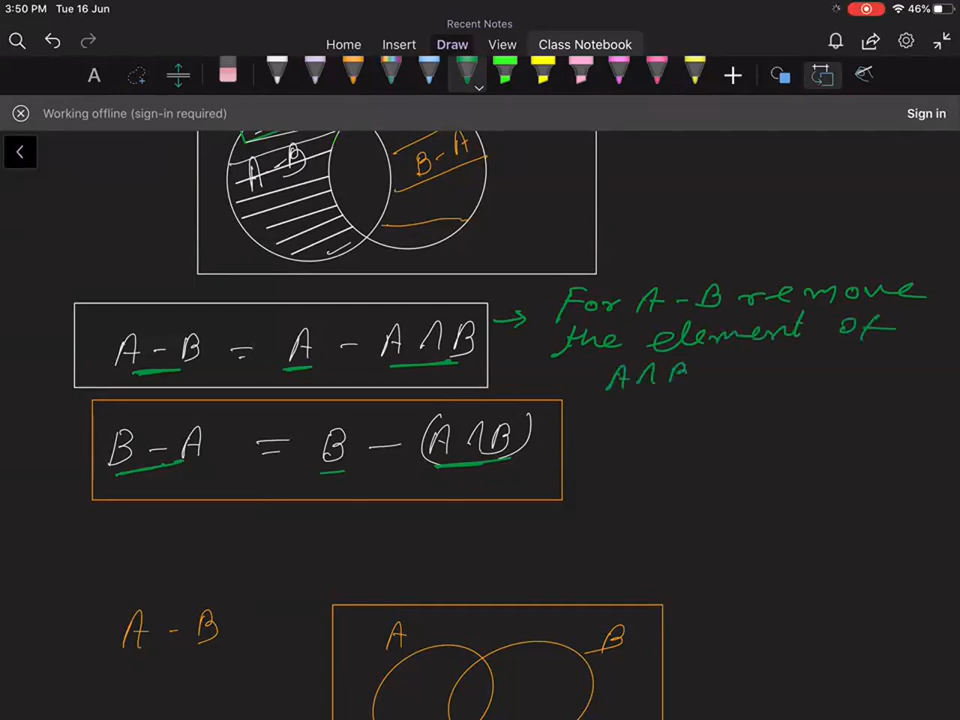 3:50 PM Tue 16 Jun
46%
Recent Notes
Home Insert Draw View Class Notebook
A
Working offline (sign-in required)
Sign in
A - B
B - A
A - B = A - A ∩ B
→ For A - B remove
the element of
A ∩ B
B - A = B - (A ∩ B)
A - B
A
B